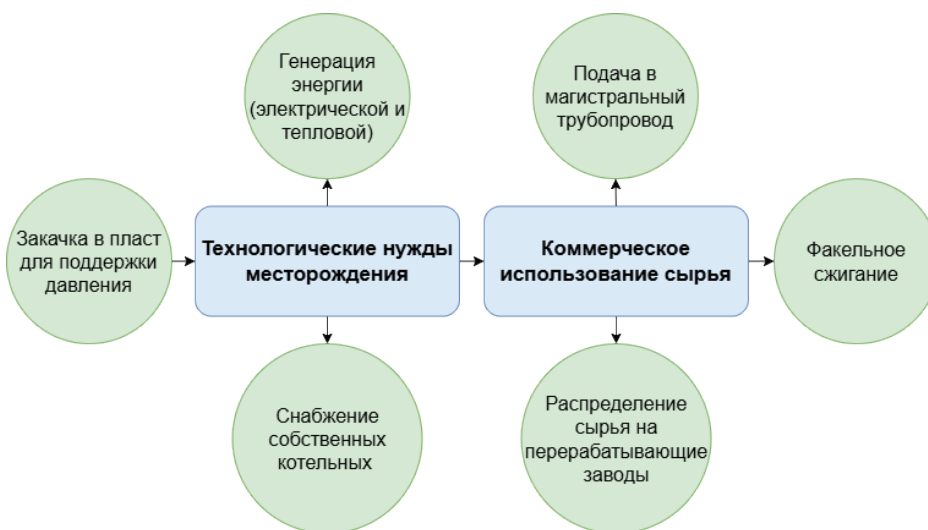 Генерация
энергии
(электрической и
тепловой)
Подача в
магистральный
трубопровод
Закачка в пласт
для поддержки
давления
Технологические нужды
месторождения
Коммерческое
использование сырья
Факельное
сжигание
Снабжение
собственных
котельных
Распределение
сырья на
перерабатывающие
заводы